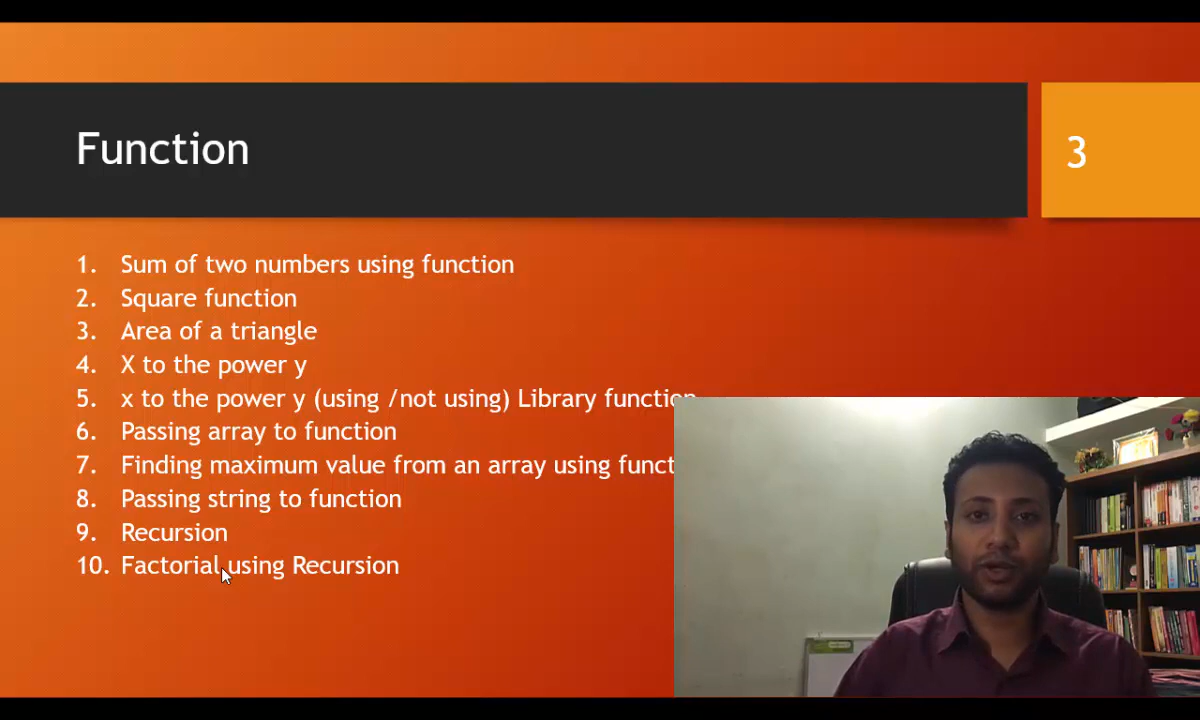 Function
3
1. Sum of two numbers using function
2. Square function
3. Area of a triangle
4. X to the power y
5. x to the power y (using /not using) Library function
6. Passing array to function
7. Finding maximum value from an array using funct
8. Passing string to function
9. Recursion
10. Factorial using Recursion